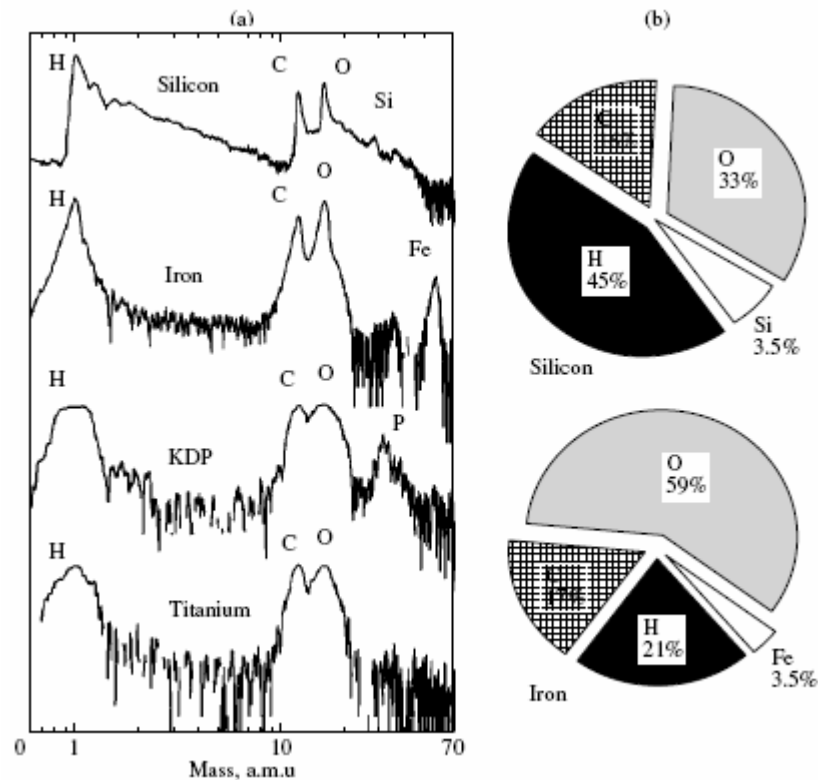 (a)
H
Silicon
C
O
Si
H
Iron
C
O
Fe
H
KDP
C
O
P
H
Titanium
C
O
0
1
10
70
Mass, a.m.u
(b)
C
O
33%
H
45%
Si
3.5%
Silicon
O
59%
H
21%
Fe
3.5%
Iron